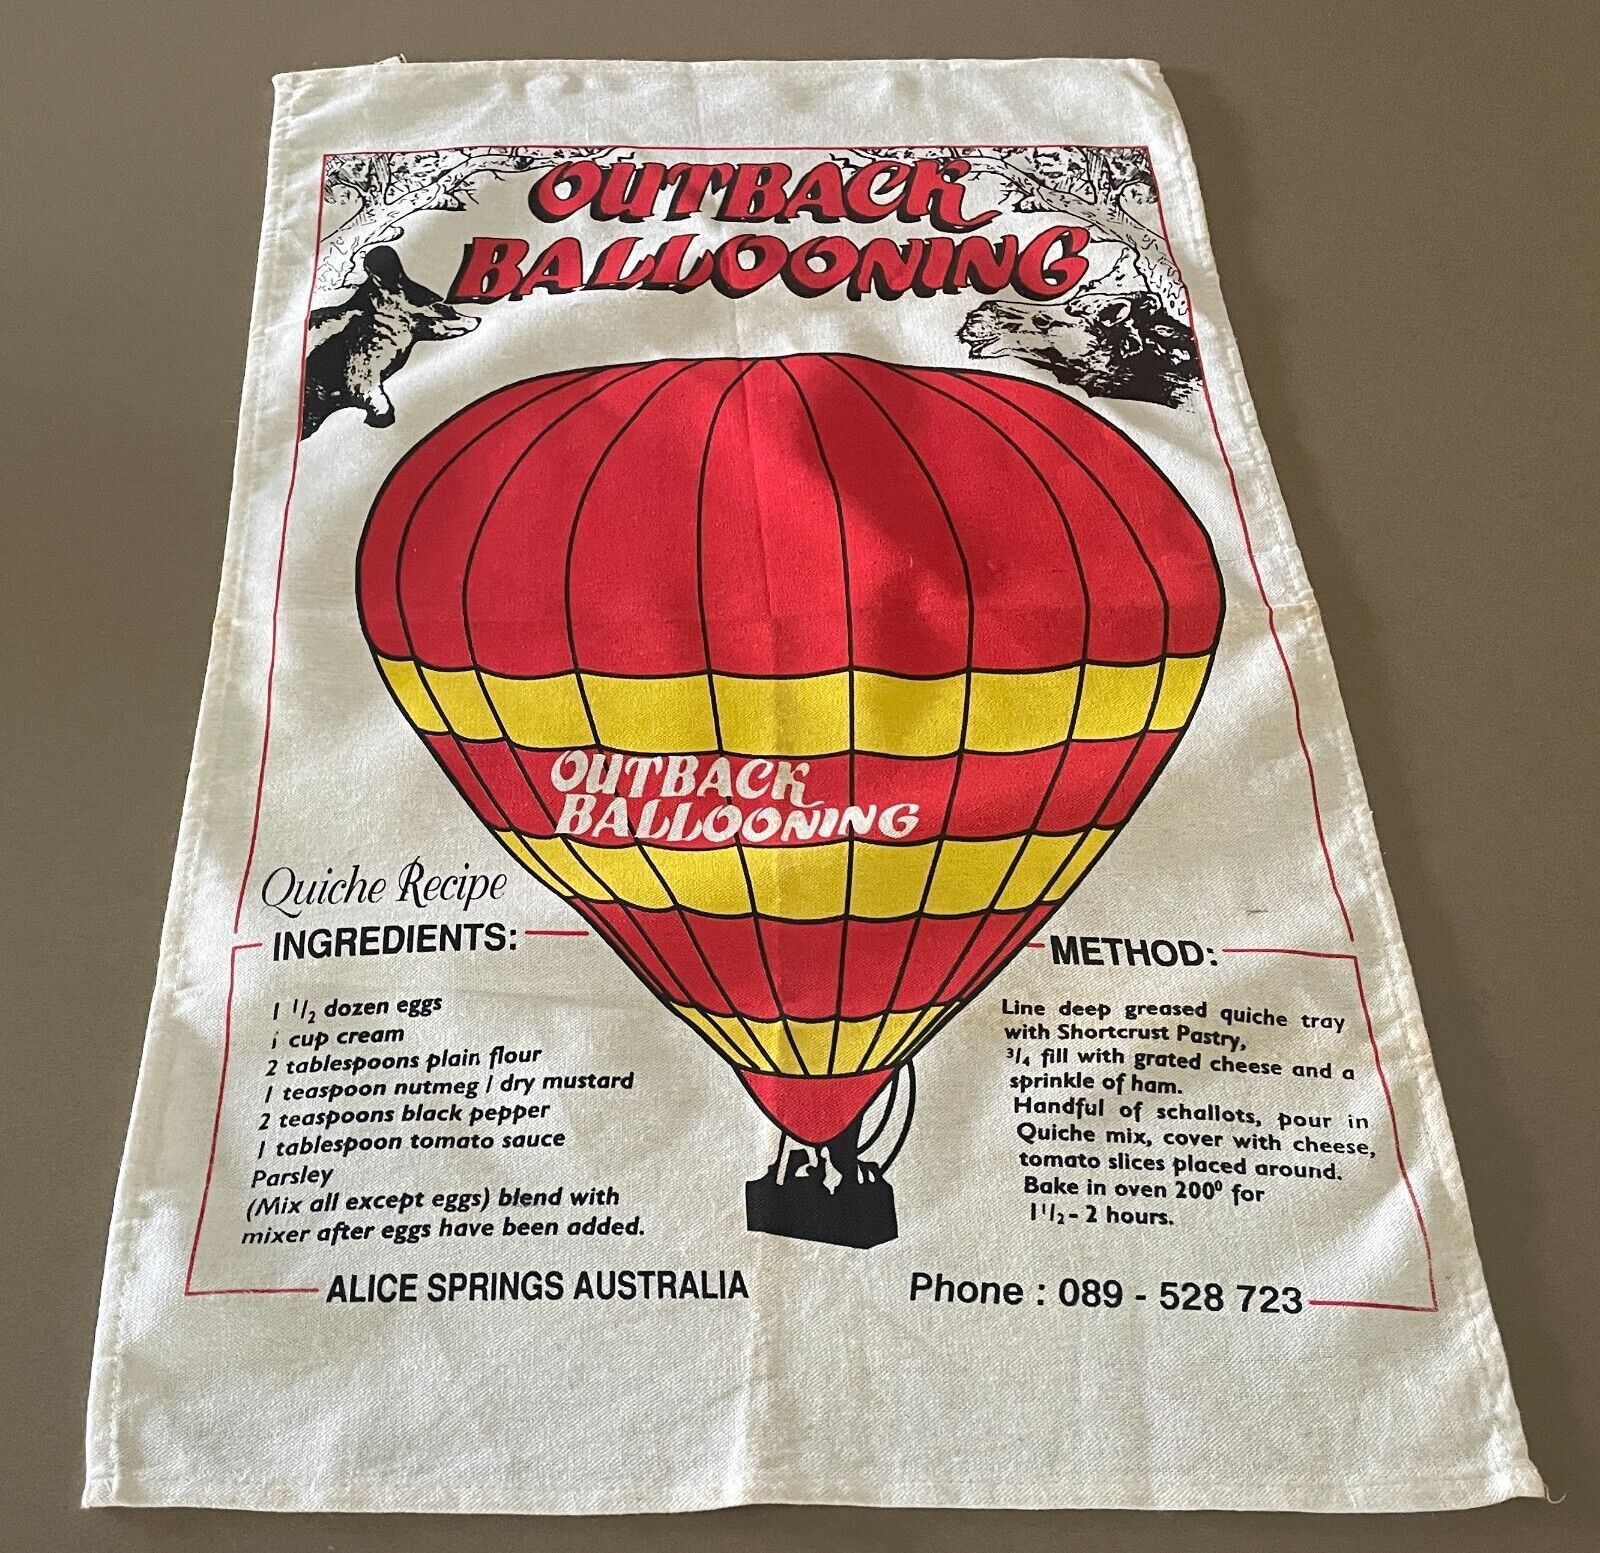 OUTBACK
BALLOONING
OUTBACK
BALLOONING
Quiche Recipe
INGREDIENTS:
1 1/2 dozen eggs
1 cup cream
2 tablespoons plain flour
1 teaspoon nutmeg / dry mustard
2 teaspoons black pepper
1 tablespoon tomato sauce
Parsley
(Mix all except eggs) blend with
mixer after eggs have been added.
METHOD:
Line deep greased quiche tray
with Shortcrust Pastry,
3/4 fill with grated cheese and a
sprinkle of ham.
Handful of schallots, pour in
Quiche mix, cover with cheese,
tomato slices placed around.
Bake in oven 200⁰ for
1 1/2 - 2 hours.
ALICE SPRINGS AUSTRALIA
Phone : 089 - 528 723